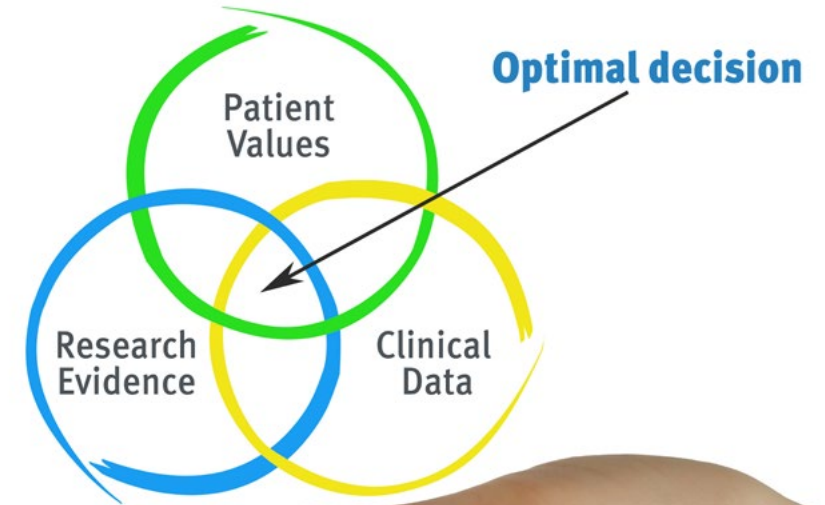 Optimal decision
Patient
Values
Research
Evidence
Clinical
Data